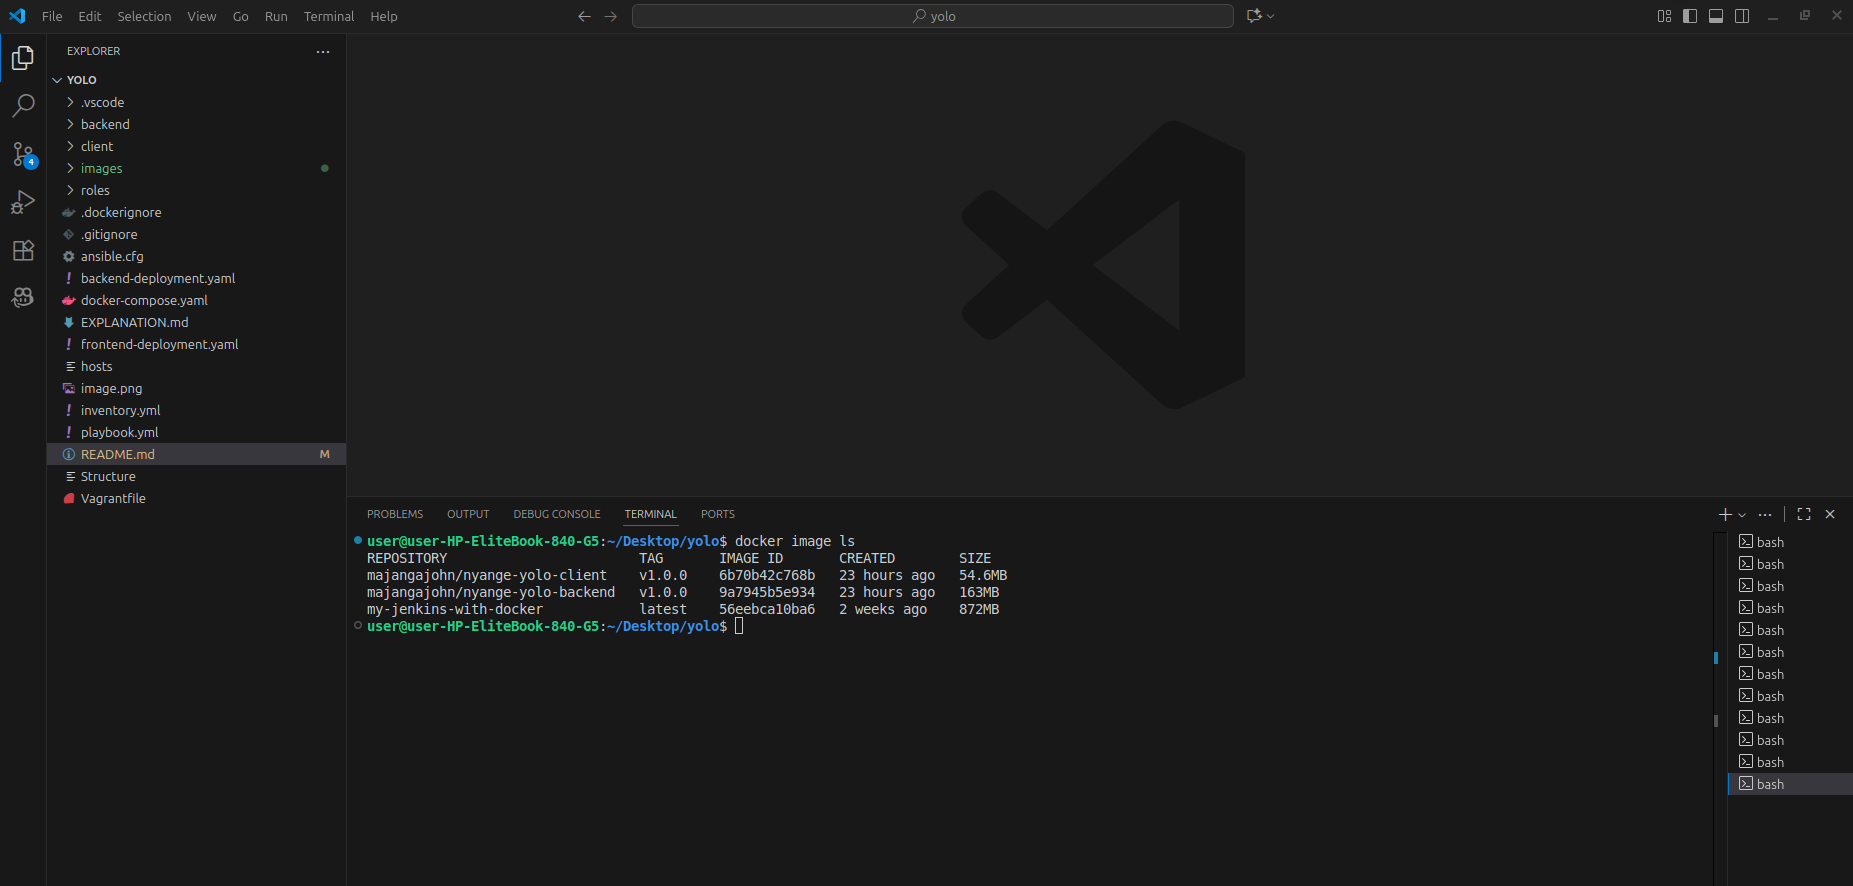 File Edit Selection View Go Run Terminal Help
yolo
EXPLORER
YOLO
.vscode
backend
client
images
roles
.dockerignore
.gitignore
ansible.cfg
backend-deployment.yaml
docker-compose.yaml
EXPLANATION.md
frontend-deployment.yaml
hosts
image.png
inventory.yml
playbook.yml
README.md M
Structure
Vagrantfile
4
PROBLEMS OUTPUT DEBUG CONSOLE TERMINAL PORTS
user@user-HP-EliteBook-840-G5:~/Desktop/yolo$ docker image ls
REPOSITORY TAG IMAGE ID CREATED SIZE
majangajohn/nyange-yolo-client v1.0.0 6b70b42c768b 23 hours ago 54.6MB
majangajohn/nyange-yolo-backend v1.0.0 9a7945b5e934 23 hours ago 163MB
my-jenkins-with-docker latest 56eebca10ba6 2 weeks ago 872MB
user@user-HP-EliteBook-840-G5:~/Desktop/yolo$
bash
bash
bash
bash
bash
bash
bash
bash
bash
bash
bash
bash